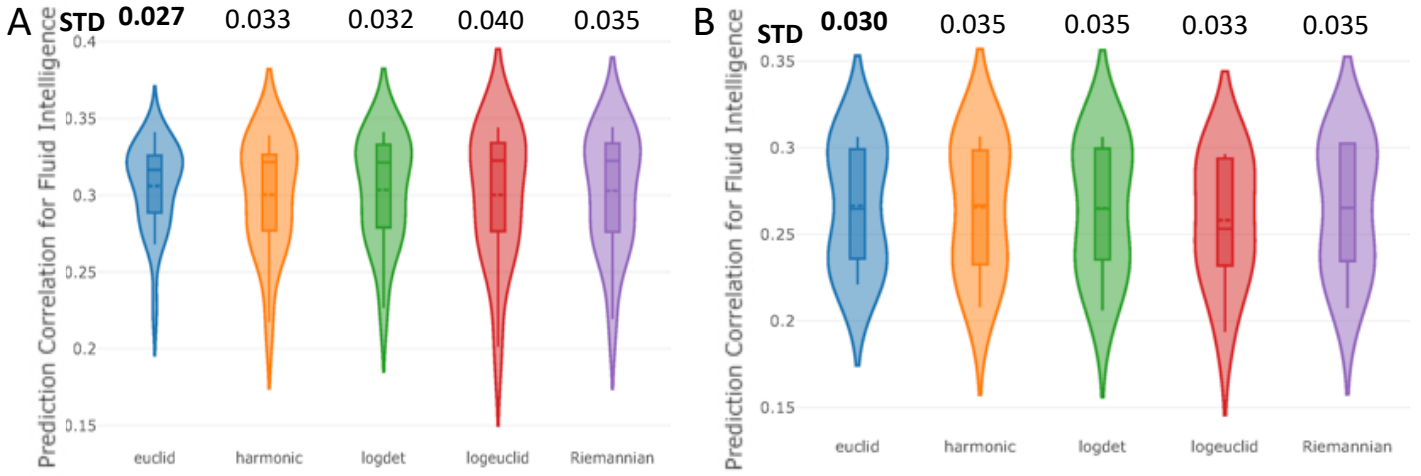 A
STD 0.027 0.033 0.032 0.040 0.035
Prediction Correlation for Fluid Intelligence
0.4
0.35
0.3
0.25
0.2
0.15
euclid harmonic logdet logeuclid Riemannian
B
STD 0.030 0.035 0.035 0.033 0.035
Prediction Correlation for Fluid Intelligence
0.35
0.3
0.25
0.2
0.15
euclid harmonic logdet logeuclid Riemannian